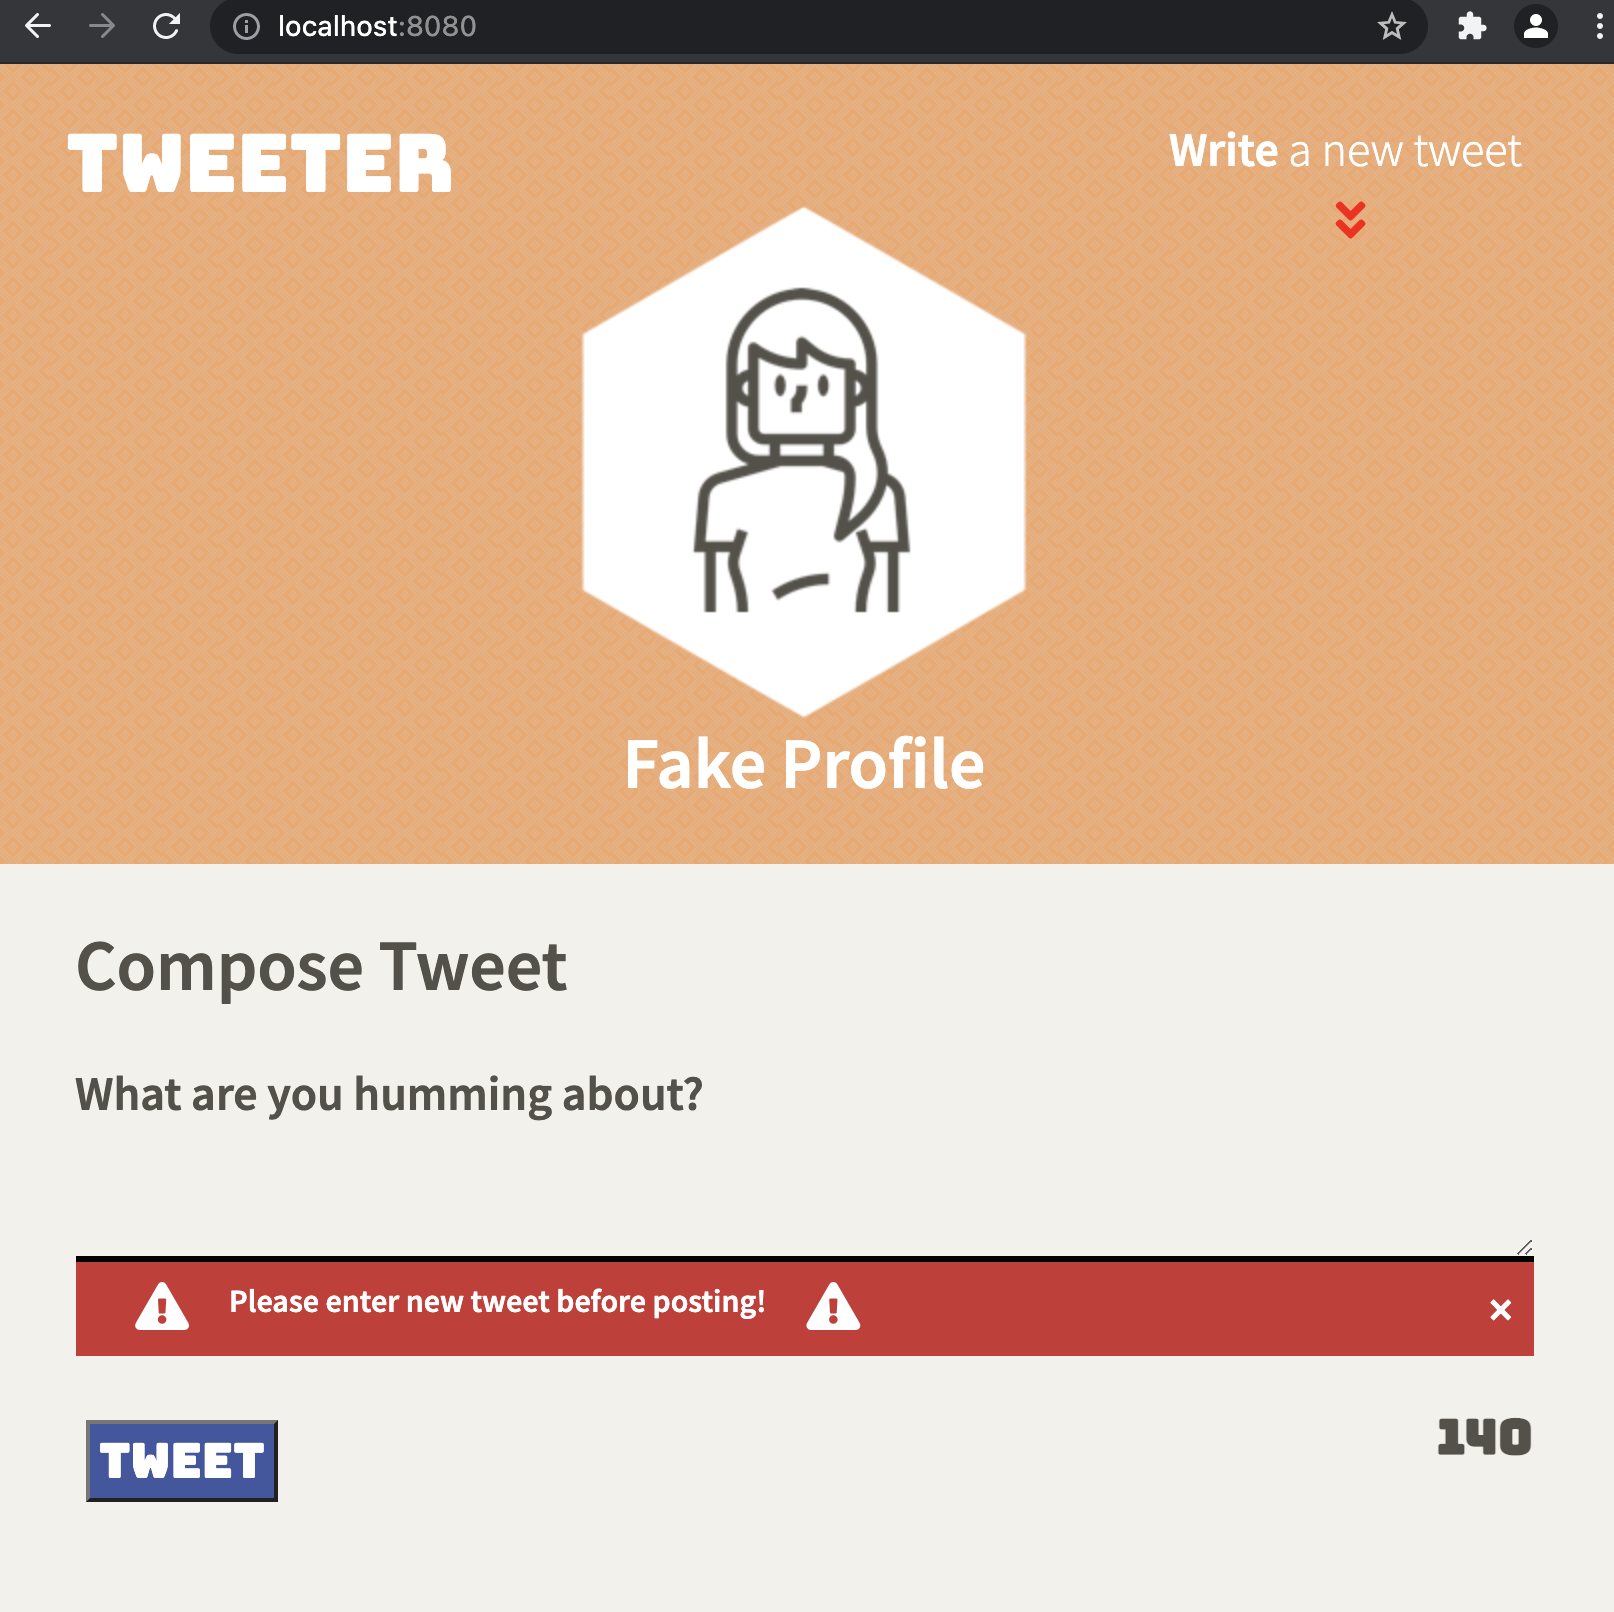 localhost:8080
TWEETER
Write a new tweet
Fake Profile
Compose Tweet
What are you humming about?
Please enter new tweet before posting!
TWEET
140